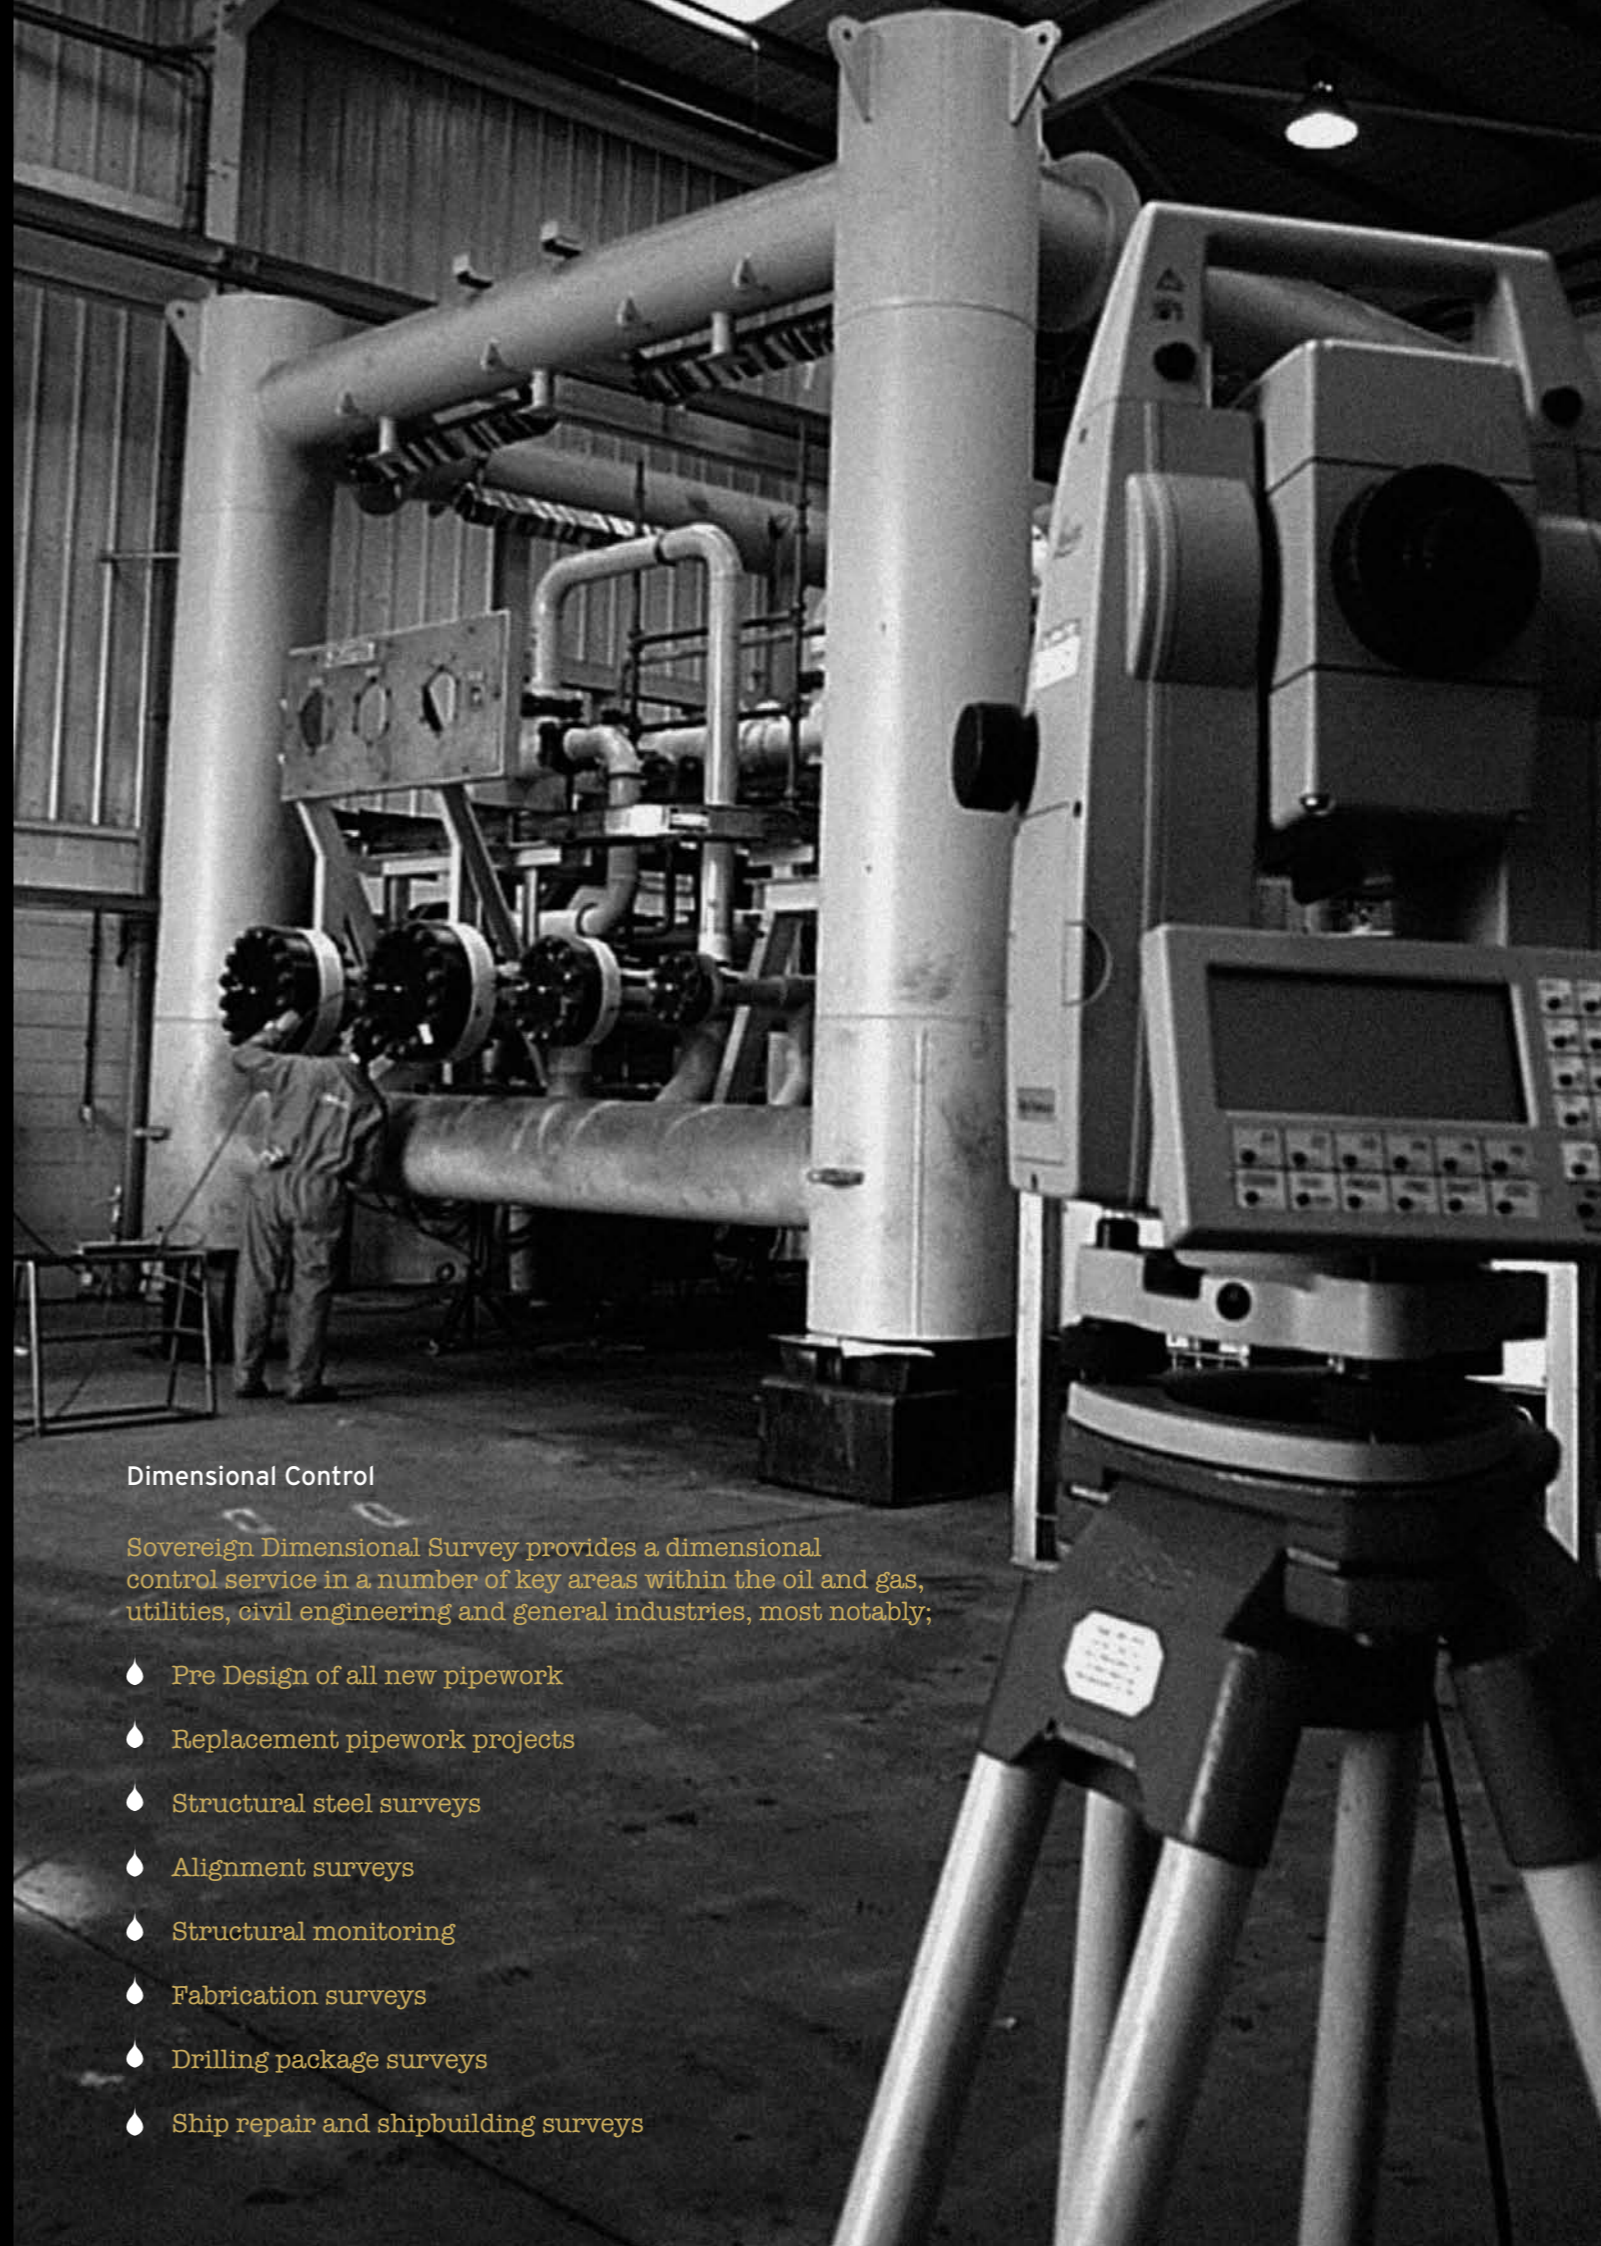 Dimensional Control
Sovereign Dimensional Survey provides a dimensional
control service in a number of key areas within the oil and gas,
utilities, civil engineering and general industries, most notably;
Pre Design of all new pipework
Replacement pipework projects
Structural steel surveys
Alignment surveys
Structural monitoring
Fabrication surveys
Drilling package surveys
Ship repair and shipbuilding surveys